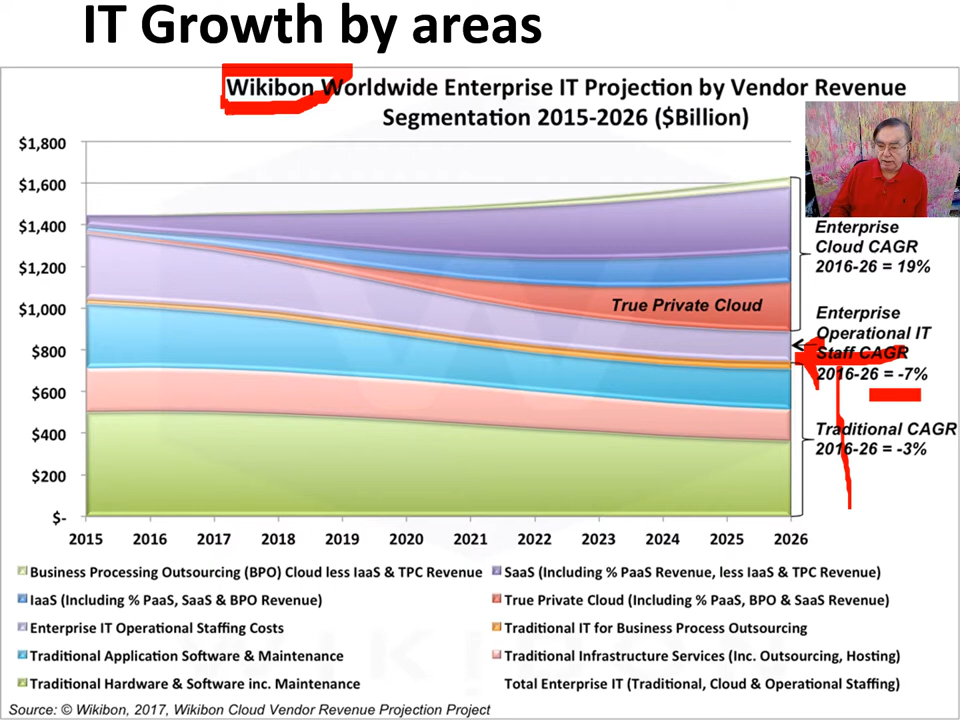 IT Growth by areas
Wikibon Worldwide Enterprise IT Projection by Vendor Revenue
Segmentation 2015-2026 ($Billion)
$1,800
$1,600
$1,400
$1,200
$1,000
$800
$600
$400
$200
$-
2015 2016 2017 2018 2019 2020 2021 2022 2023 2024 2025 2026
True Private Cloud
Enterprise
Cloud CAGR
2016-26 = 19%
Enterprise
Operational IT
Staff CAGR
2016-26 = -7%
Traditional CAGR
2016-26 = -3%
Business Processing Outsourcing (BPO) Cloud less IaaS & TPC Revenue
SaaS (Including % PaaS Revenue, less IaaS & TPC Revenue)
IaaS (Including % PaaS, SaaS & BPO Revenue)
True Private Cloud (Including % PaaS, BPO & SaaS Revenue)
Enterprise IT Operational Staffing Costs
Traditional IT for Business Process Outsourcing
Traditional Application Software & Maintenance
Traditional Infrastructure Services (Inc. Outsourcing, Hosting)
Traditional Hardware & Software inc. Maintenance
Total Enterprise IT (Traditional, Cloud & Operational Staffing)
Source: © Wikibon, 2017, Wikibon Cloud Vendor Revenue Projection Project